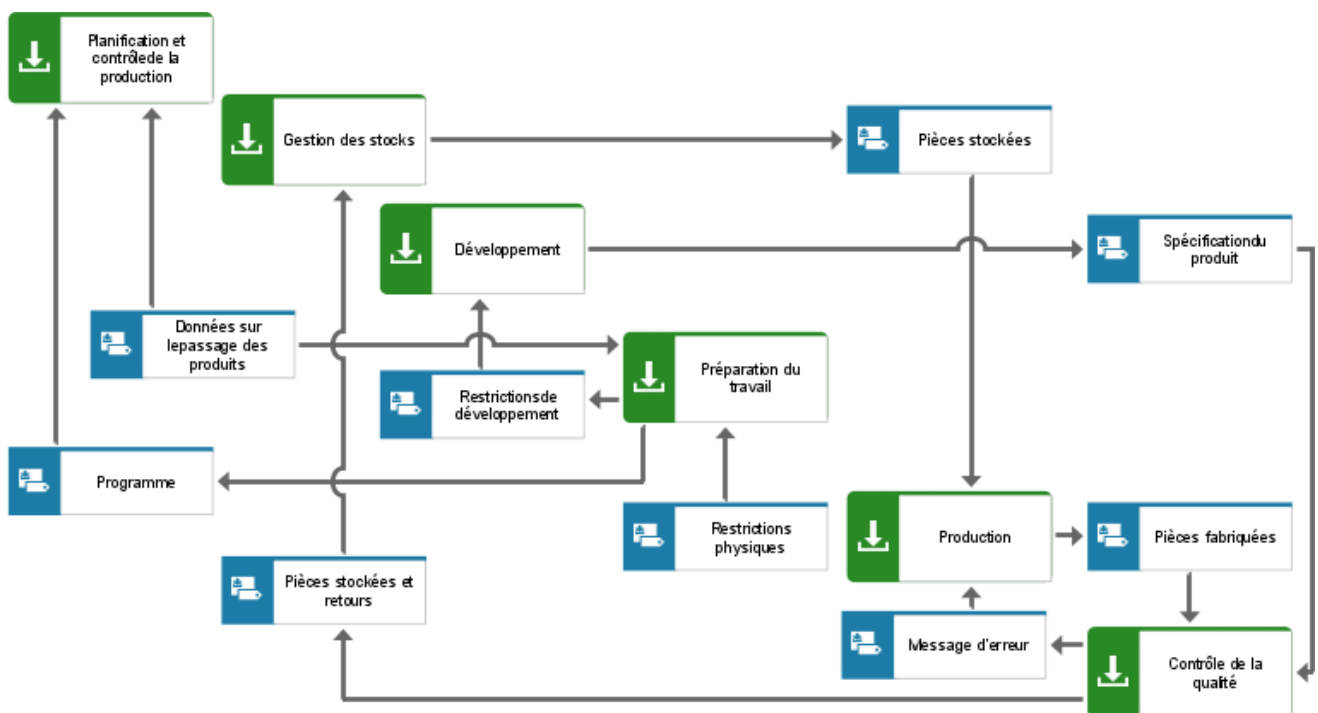 Planification et
contrôlede la
production
Gestion des stocks
Pièces stockées
Développement
Spécificationdu
produit
Données sur
lepassage des
produits
Préparation du
travail
Restrictionsde
développement
Programme
Restrictions
physiques
Production
Pièces fabriquées
Pièces stockées et
retours
Message d'erreur
Contrôle de la
qualité